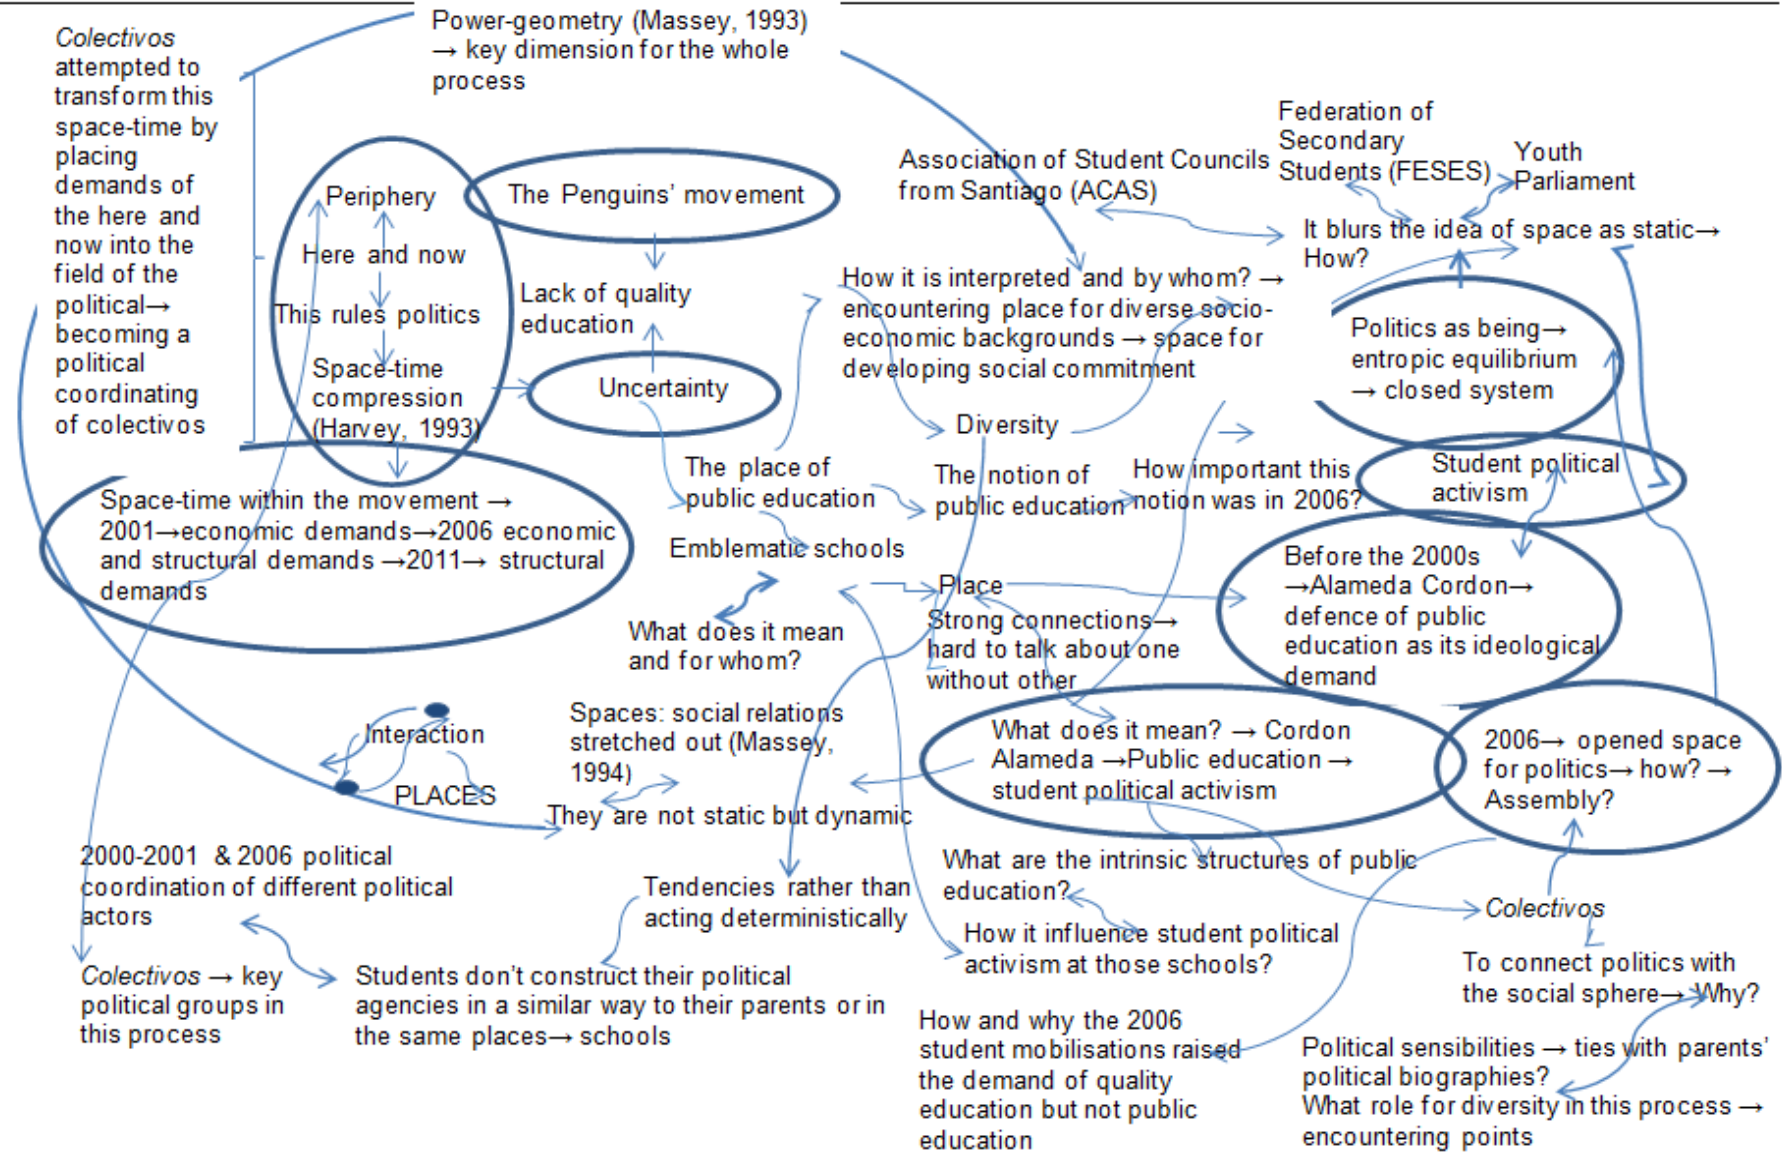 Colectivos
attempted to
transform this
space-time by
placing
demands of
the here and
now into the
field of the
political→
becoming a
political
coordinating
of colectivos
Power-geometry (Massey, 1993)
→ key dimension for the whole
process
Periphery
Here and now
This rules politics
Space-time
compression
(Harvey, 1993)
The Penguins’ movement
Lack of quality
education
Uncertainty
Association of Student Councils
from Santiago (ACAS)
Federation of
Secondary
Students (FESES)
Youth
Parliament
It blurs the idea of space as static→
How?
How it is interpreted and by whom? →
encountering place for diverse socio-
economic backgrounds → space for
developing social commitment
Politics as being→
entropic equilibrium
→ closed system
Diversity
The place of
public education
The notion of
public education
How important this
notion was in 2006?
Student political
activism
Space-time within the movement →
2001→economic demands→2006 economic
and structural demands →2011→ structural
demands
Emblematic schools
What does it mean
and for whom?
Place
Strong connections→
hard to talk about one
without other
Before the 2000s
→Alameda Cordon→
defence of public
education as its ideological
demand
Interaction
PLACES
Spaces: social relations
stretched out (Massey,
1994)
They are not static but dynamic
What does it mean? → Cordon
Alameda →Public education →
student political activism
2006→ opened space
for politics→ how? →
Assembly?
2000-2001 & 2006 political
coordination of different political
actors
Tendencies rather than
acting deterministically
What are the intrinsic structures of public
education?
How it influence student political
activism at those schools?
Colectivos
To connect politics with
the social sphere→ Why?
Colectivos → key
political groups in
this process
Students don’t construct their political
agencies in a similar way to their parents or in
the same places→ schools
How and why the 2006
student mobilisations raised
the demand of quality
education but not public
education
Political sensibilities → ties with parents’
political biographies?
What role for diversity in this process →
encountering points